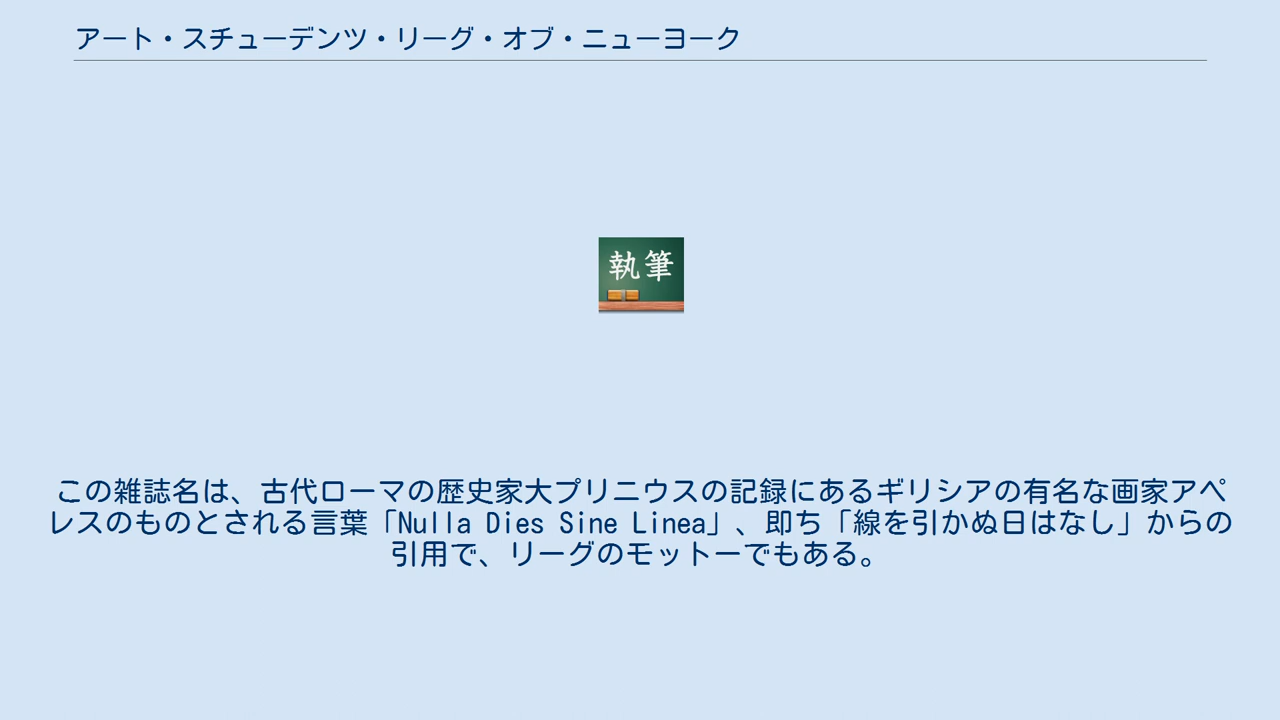 アート・スチューデンツ・リーグ・オブ・ニューヨーク
執筆
この雑誌名は、古代ローマの歴史家大プリニウスの記録にあるギリシアの有名な画家アペ
レスのものとされる言葉「Nulla Dies Sine Linea」、即ち「線を引かぬ日はなし」からの
引用で、リーグのモットーでもある。